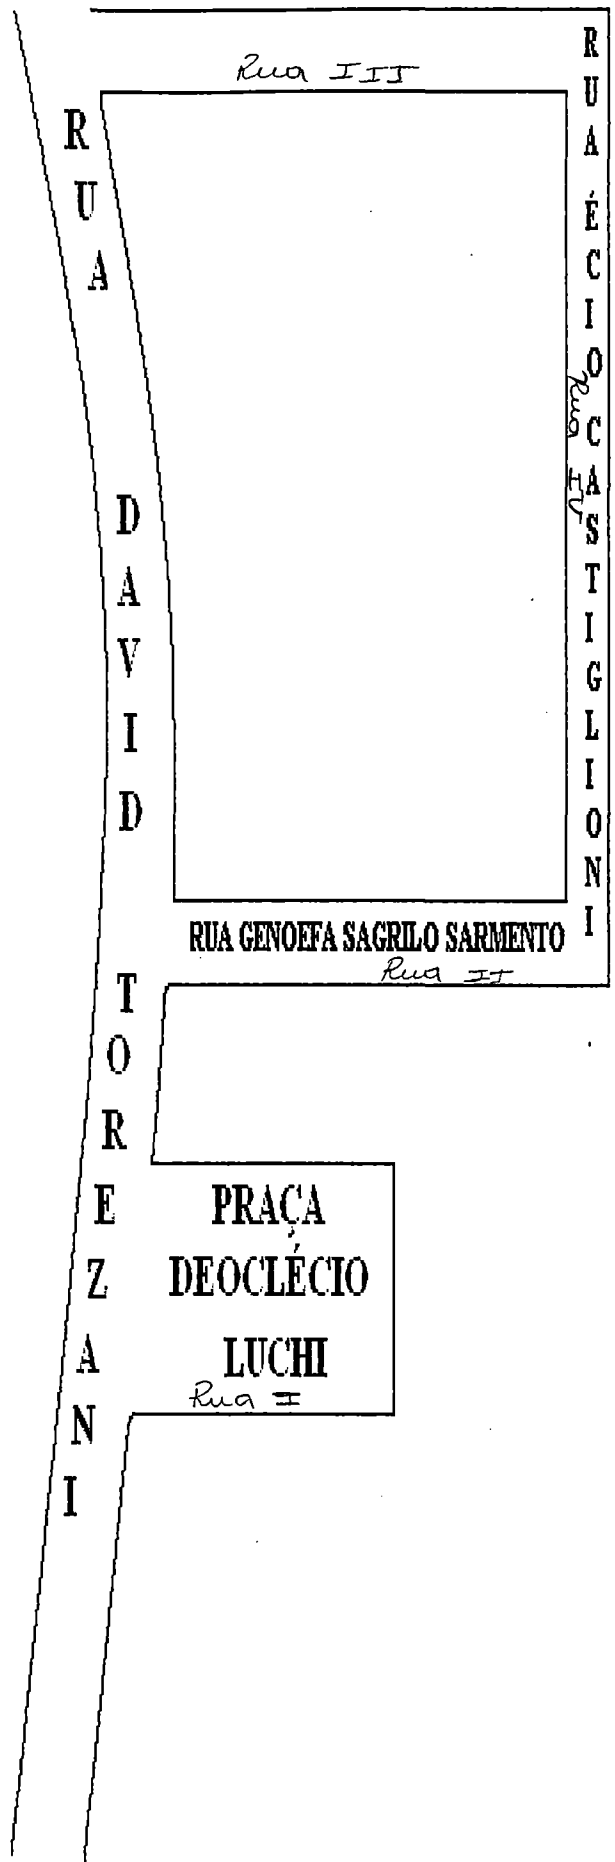 Rua III
RUA DAVID TOREZANI
RUA ÉCIO CASTIGLIONI
Rua IV
RUA GENOEFA SAGRILO SARMENTO
Rua II
PRAÇA
DEOCLÉCIO
LUCHI
Rua I